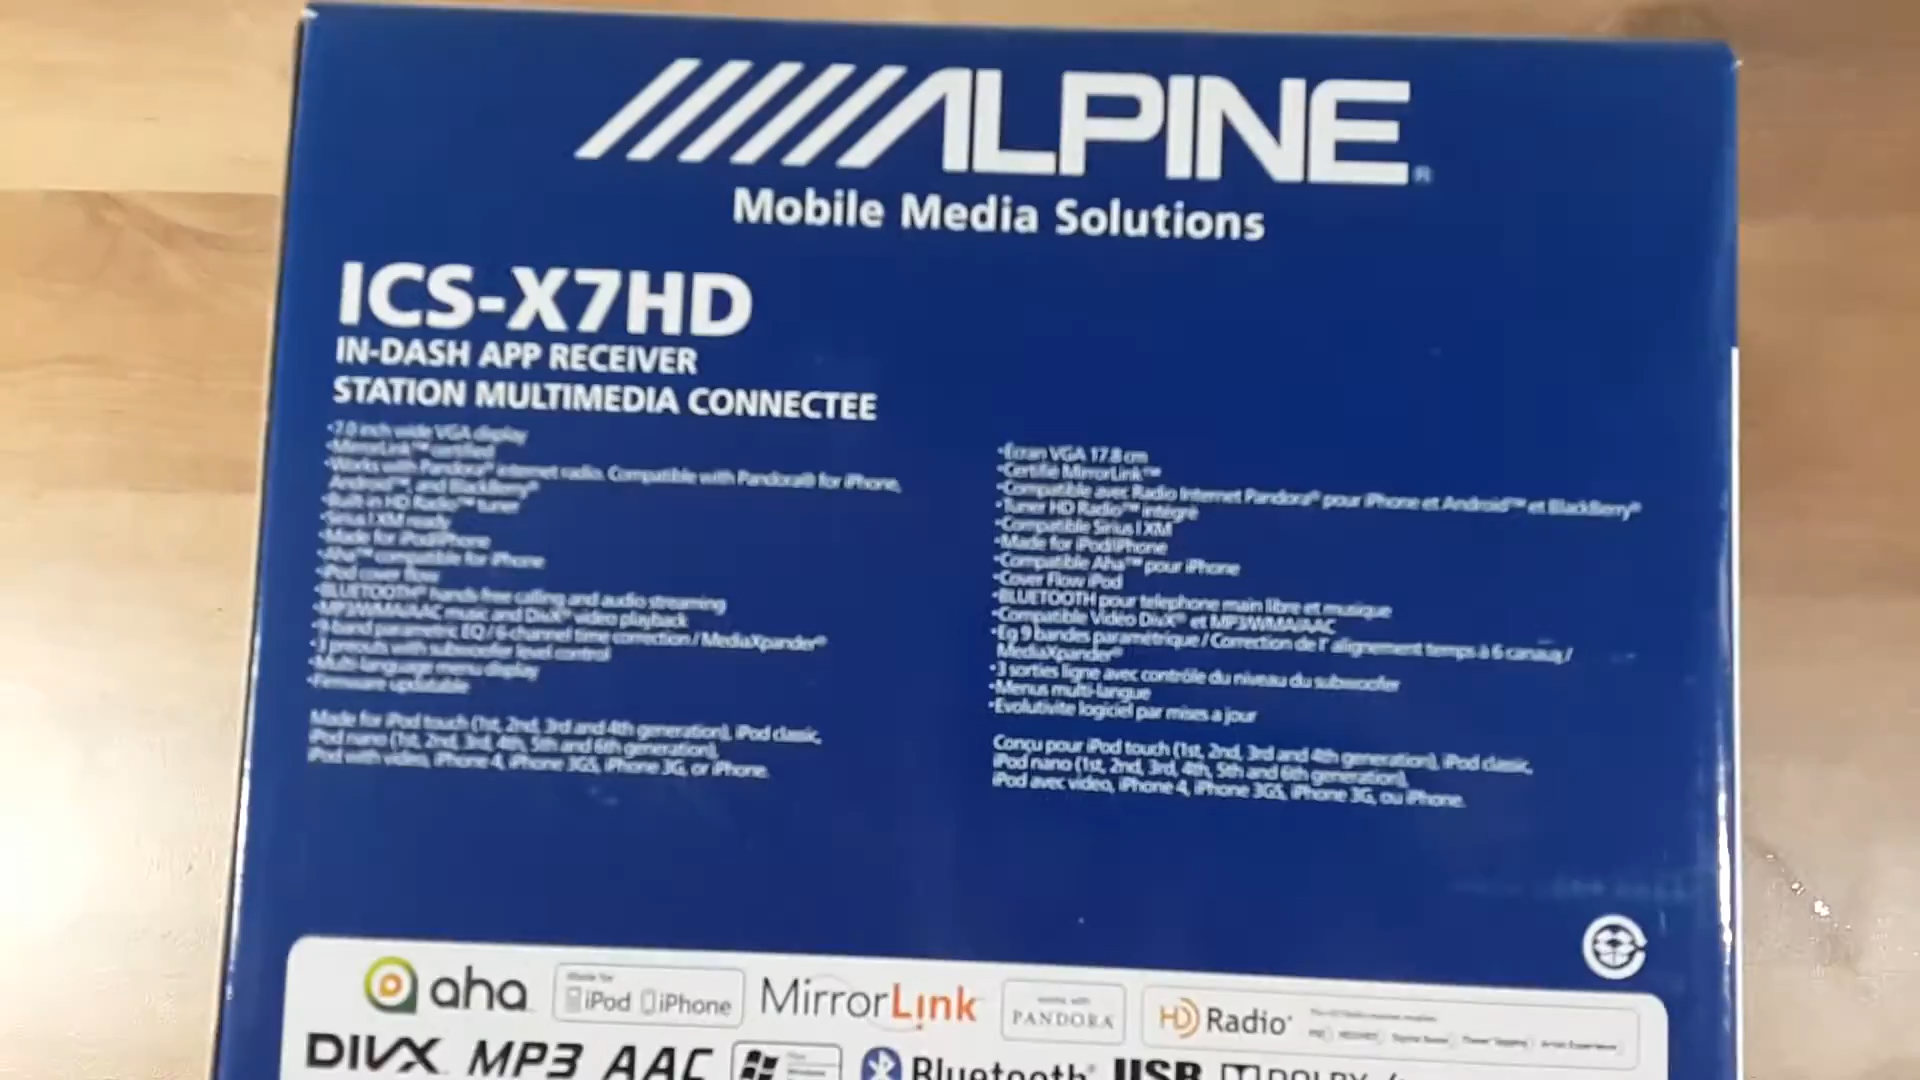 ALPINE®
Mobile Media Solutions
ICS-X7HD
IN-DASH APP RECEIVER
STATION MULTIMEDIA CONNECTEE
•7.0 inch wide VGA display
•MirrorLink™ certified
•Works with Pandora® internet radio. Compatible with Pandora® for iPhone,
Android™, and BlackBerry®
•Built-in HD Radio™ tuner
•Sirius | XM ready
•Made for iPod/iPhone
•Aha™ compatible for iPhone
•iPod cover flow
•BLUETOOTH® hands free calling and audio streaming
•MP3/WMA/AAC music and DivX® video playback
•9-band parametric EQ / 6-channel time correction / MediaXpander®
•3 preouts with subwoofer level control
•Multi-language menu display
•Firmware updatable
Made for iPod touch (1st, 2nd, 3rd and 4th generation), iPod classic,
iPod nano (1st, 2nd, 3rd, 4th, 5th and 6th generation),
iPod with video, iPhone 4, iPhone 3GS, iPhone 3G, or iPhone.
•Ecran VGA 17.8 cm
•Certifié MirrorLink™
•Compatible avec Radio Internet Pandora® pour iPhone et Android™ et BlackBerry®
•Tuner HD Radio™ intégré
•Compatible Sirius | XM
•Made for iPod/iPhone
•Compatible Aha™ pour iPhone
•Cover Flow iPod
•BLUETOOTH pour telephone main libre et musique
•Compatible Vidéo DivX® et MP3/WMA/AAC
•Eg 9 bandes paramétrique / Correction de l' alignement temps à 6 canaux /
MediaXpander®
•3 sorties ligne avec contrôle du niveau du subwoofer
•Menus multi-langue
•Evolutivite logiciel par mises a jour
Conçu pour iPod touch (1st, 2nd, 3rd and 4th generation), iPod classic,
iPod nano (1st, 2nd, 3rd, 4th, 5th and 6th generation),
iPod avec video, iPhone 4, iPhone 3GS, iPhone 3G, ou iPhone.
aha
Made for
iPod iPhone
MirrorLink
works with
PANDORA
HD Radio
DIVX MP3 AAC Bluetooth® USB DOLBY